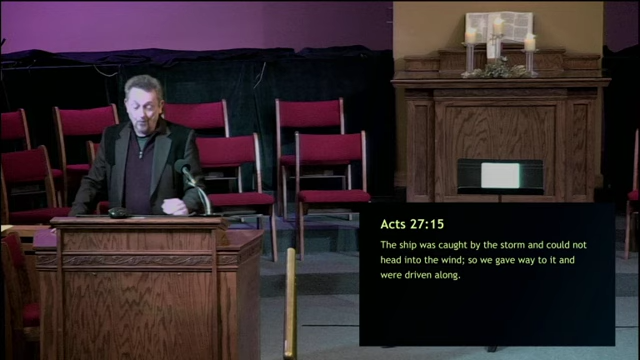 Acts 27:15
The ship was caught by the storm and could not
head into the wind; so we gave way to it and
were driven along.